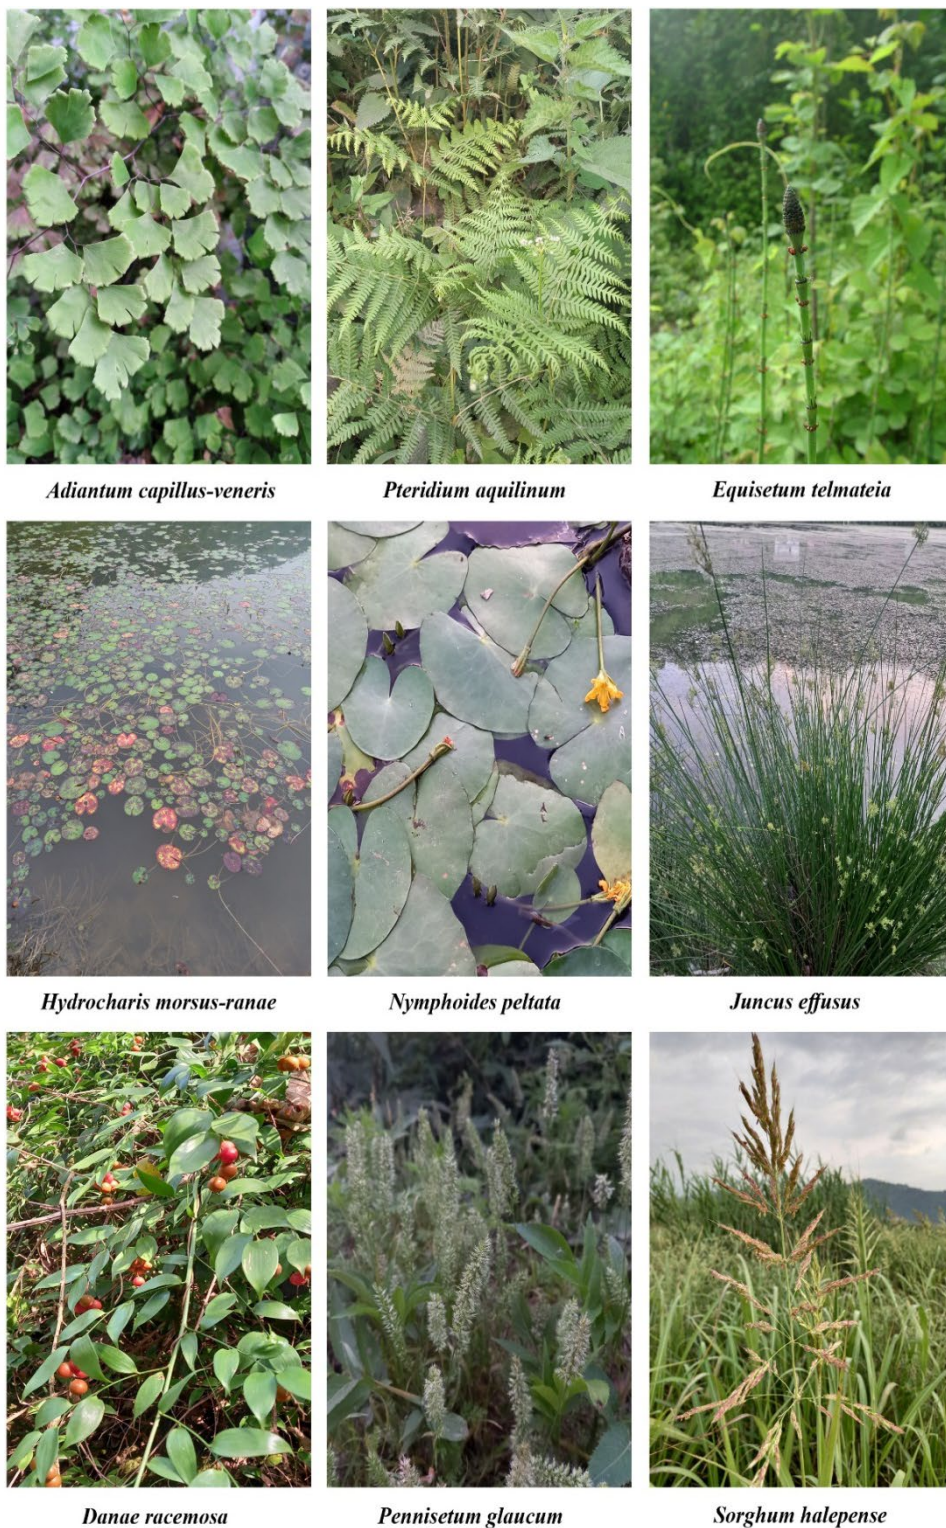 Adiantum capillus-veneris
Pteridium aquilinum
Equisetum telmateia
Hydrocharis morsus-ranae
Nymphoides peltata
Juncus effusus
Danae racemosa
Pennisetum glaucum
Sorghum halepense